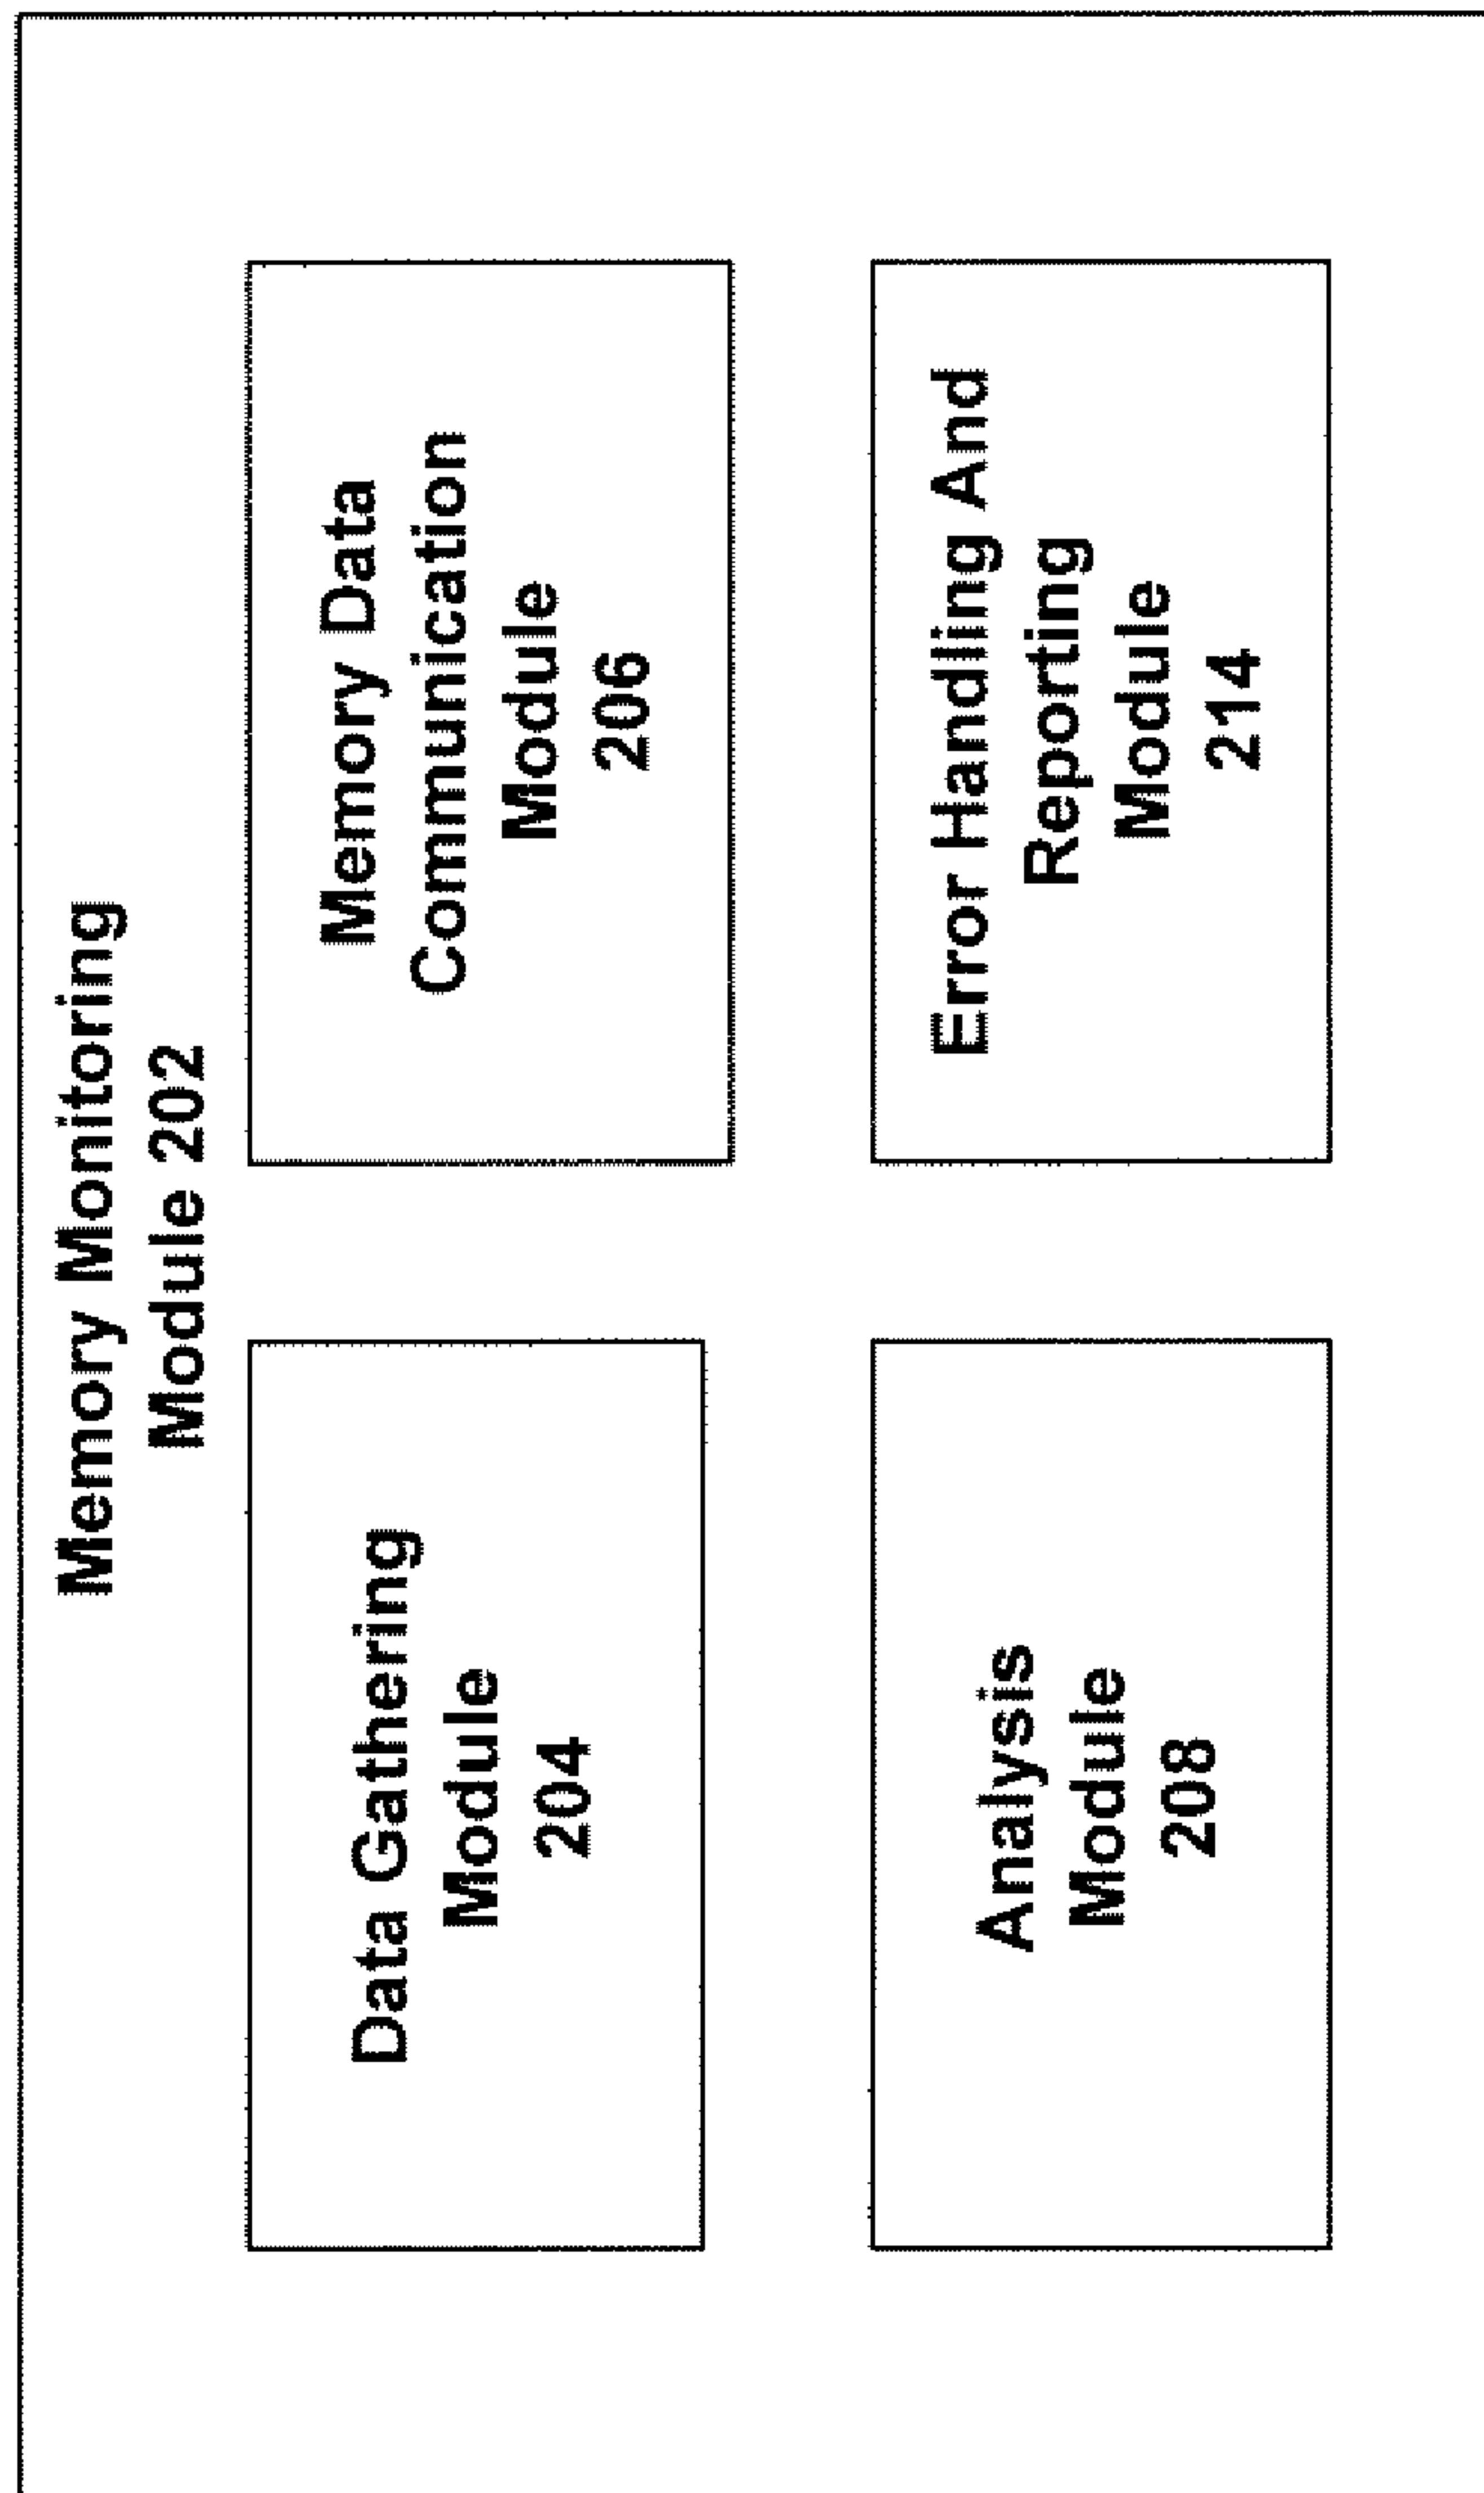 Memory Monitoring
Module 202
Data Gathering
Module
204
Memory Data
Communication
Module
206
Analysis
Module
208
Error Handling And
Reporting
Module
214